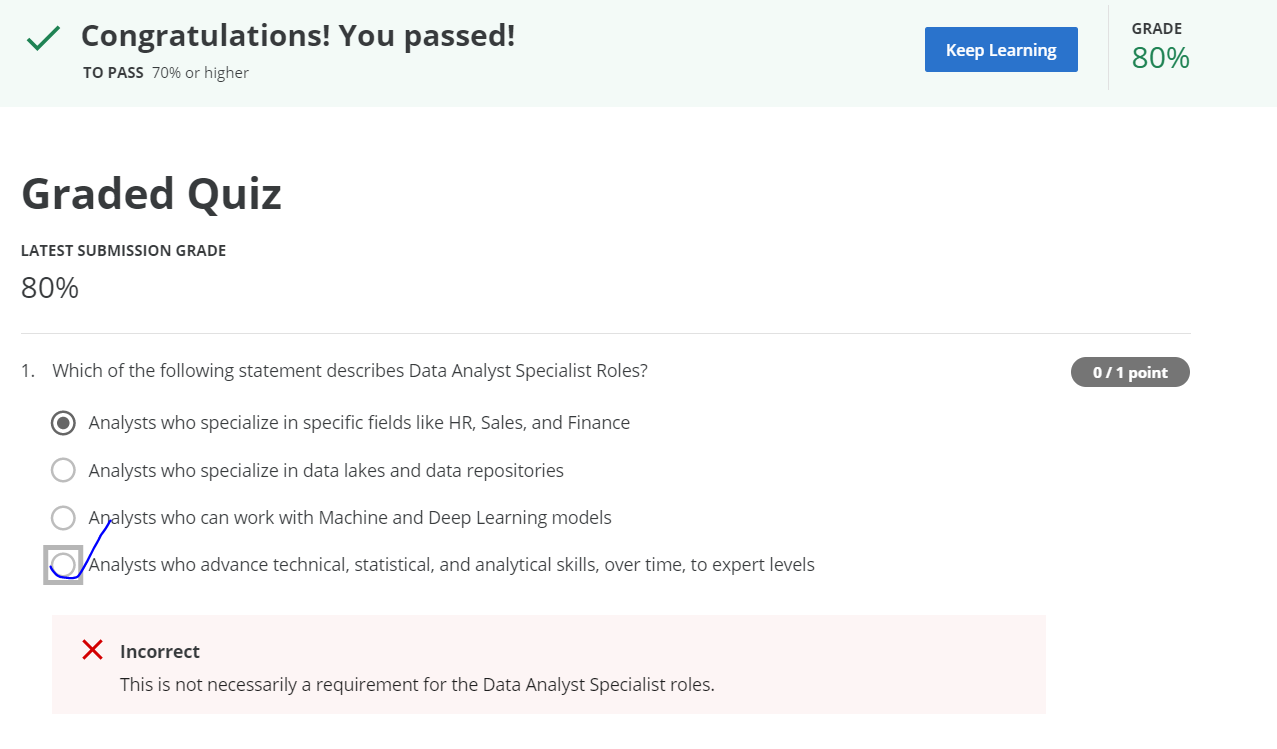 Congratulations! You passed!
TO PASS 70% or higher
Keep Learning
GRADE
80%
Graded Quiz
LATEST SUBMISSION GRADE
80%
1. Which of the following statement describes Data Analyst Specialist Roles?
0 / 1 point
Analysts who specialize in specific fields like HR, Sales, and Finance
Analysts who specialize in data lakes and data repositories
Analysts who can work with Machine and Deep Learning models
Analysts who advance technical, statistical, and analytical skills, over time, to expert levels
Incorrect
This is not necessarily a requirement for the Data Analyst Specialist roles.